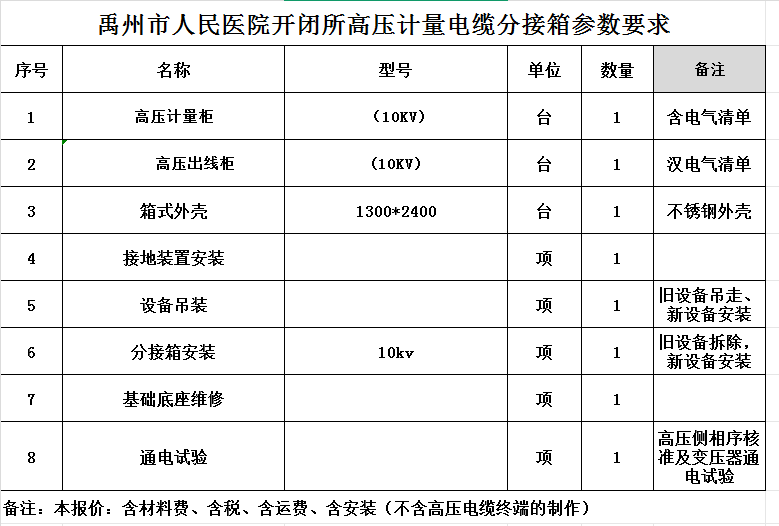 禹州市人民医院开闭所高压计量电缆分接箱参数要求
序号 名称 型号 单位 数量 备注
1 高压计量柜 （10KV） 台 1 含电气清单
2 高压出线柜 （10KV） 台 1 汉电气清单
3 箱式外壳 1300*2400 台 1 不锈钢外壳
4 接地装置安装 项 1
5 设备吊装 项 1 旧设备吊走、
新设备安装
6 分接箱安装 10kv 项 1 旧设备拆除，
新设备安装
7 基础底座维修 项 1
8 通电试验 项 1 高压侧相序核
准及变压器通
电试验
备注：本报价：含材料费、含税、含运费、含安装（不含高压电缆终端的制作）